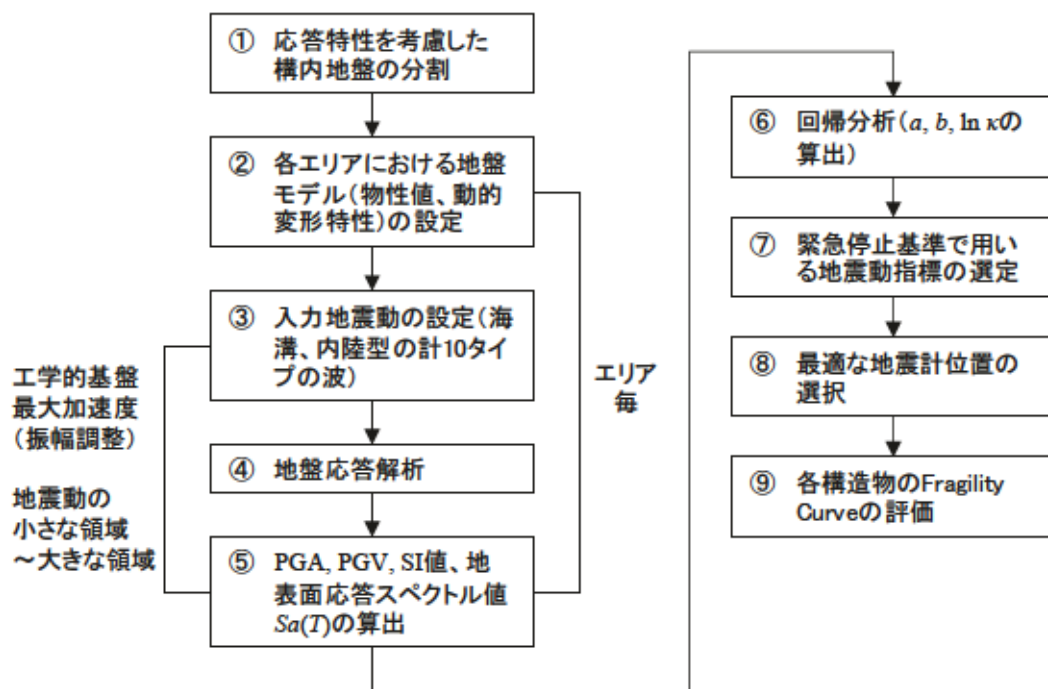 ① 応答特性を考慮した
構内地盤の分割
② 各エリアにおける地盤
モデル（物性値、動的
変形特性）の設定
③ 入力地震動の設定（海
溝、内陸型の計10タイ
プの波）
④ 地盤応答解析
⑤ PGA, PGV, SI値、地
表面応答スペクトル値
Sa(T)の算出
工学的基盤
最大加速度
（振幅調整）
地震動の
小さな領域
～大きな領域
エリア
毎
⑥ 回帰分析（a, b, ln κの
算出）
⑦ 緊急停止基準で用い
る地震動指標の選定
⑧ 最適な地震計位置の
選択
⑨ 各構造物のFragility
Curveの評価